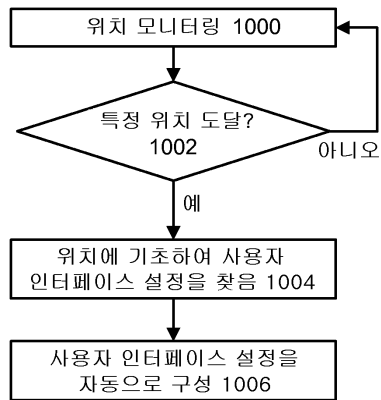 위치 모니터링 1000
특정 위치 도달?
1002
아니오
예
위치에 기초하여 사용자
인터페이스 설정을 찾음 1004
사용자 인터페이스 설정을
자동으로 구성 1006